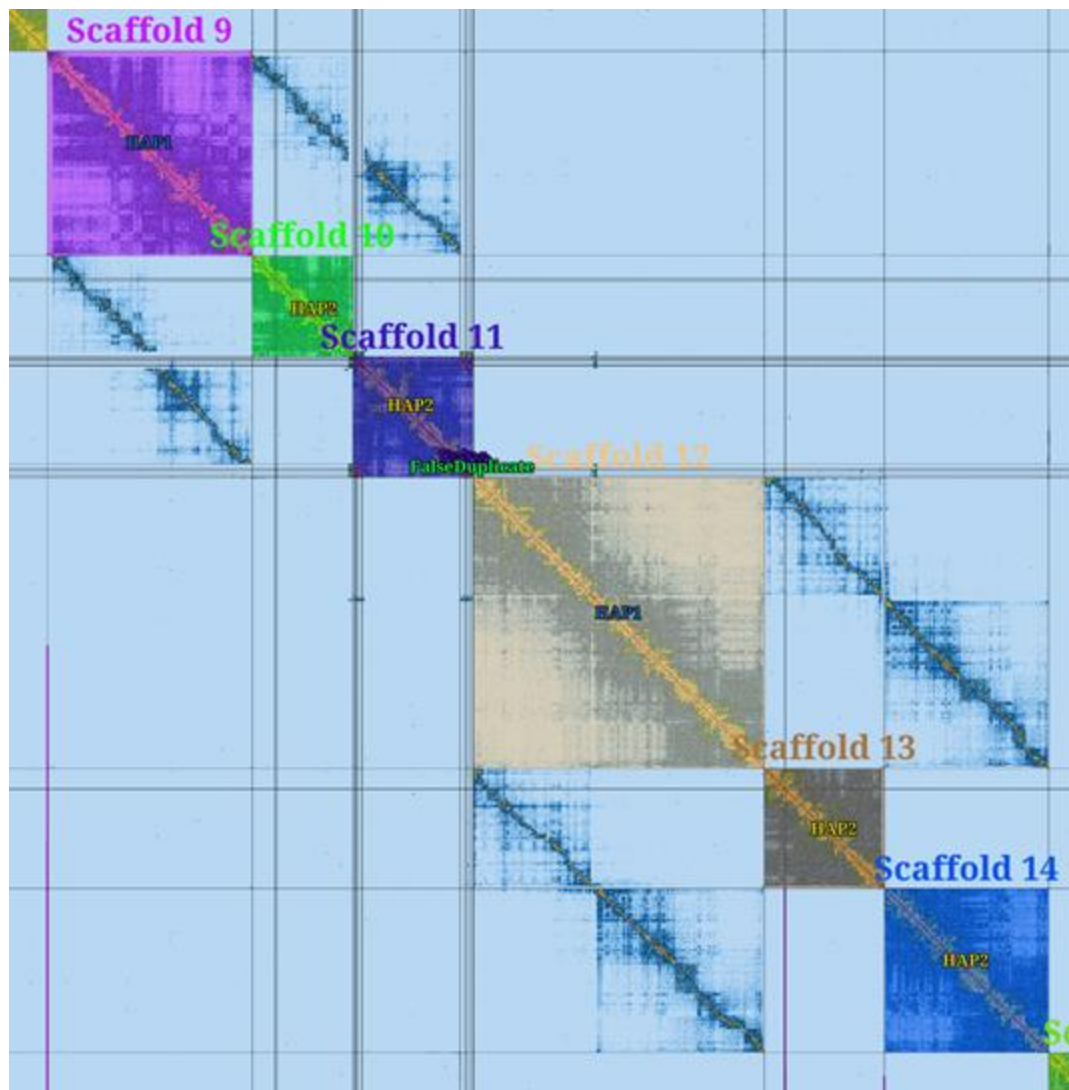 Scaffold 9
HAP1
Scaffold 10
HAP2
Scaffold 11
HAP2
Scaffold 12
FalseDuplicate
HAP1
Scaffold 13
HAP2
Scaffold 14
HAP2